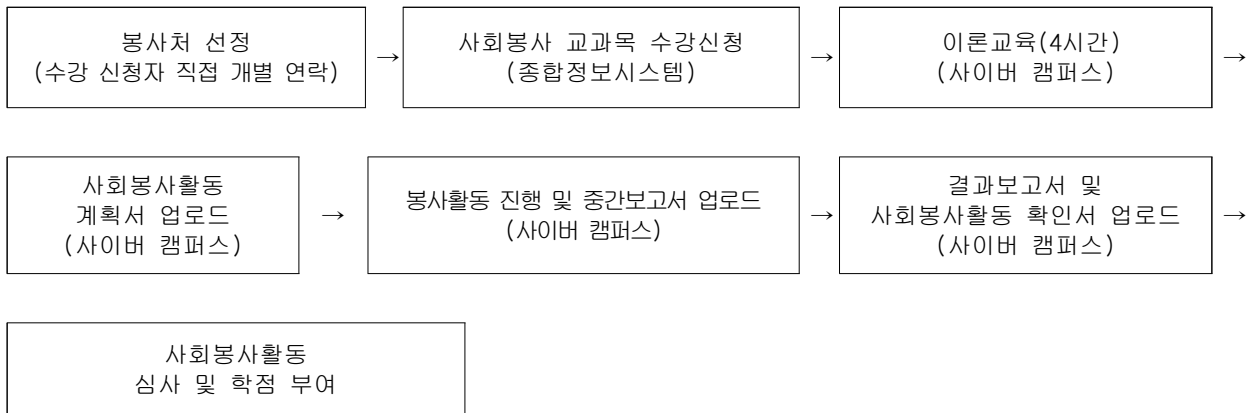 봉사처 선정
(수강 신청자 직접 개별 연락)
→
사회봉사 교과목 수강신청
(종합정보시스템)
→
이론교육(4시간)
(사이버 캠퍼스)
→
사회봉사활동
계획서 업로드
(사이버 캠퍼스)
→
봉사활동 진행 및 중간보고서 업로드
(사이버 캠퍼스)
→
결과보고서 및
사회봉사활동 확인서 업로드
(사이버 캠퍼스)
→
사회봉사활동
심사 및 학점 부여